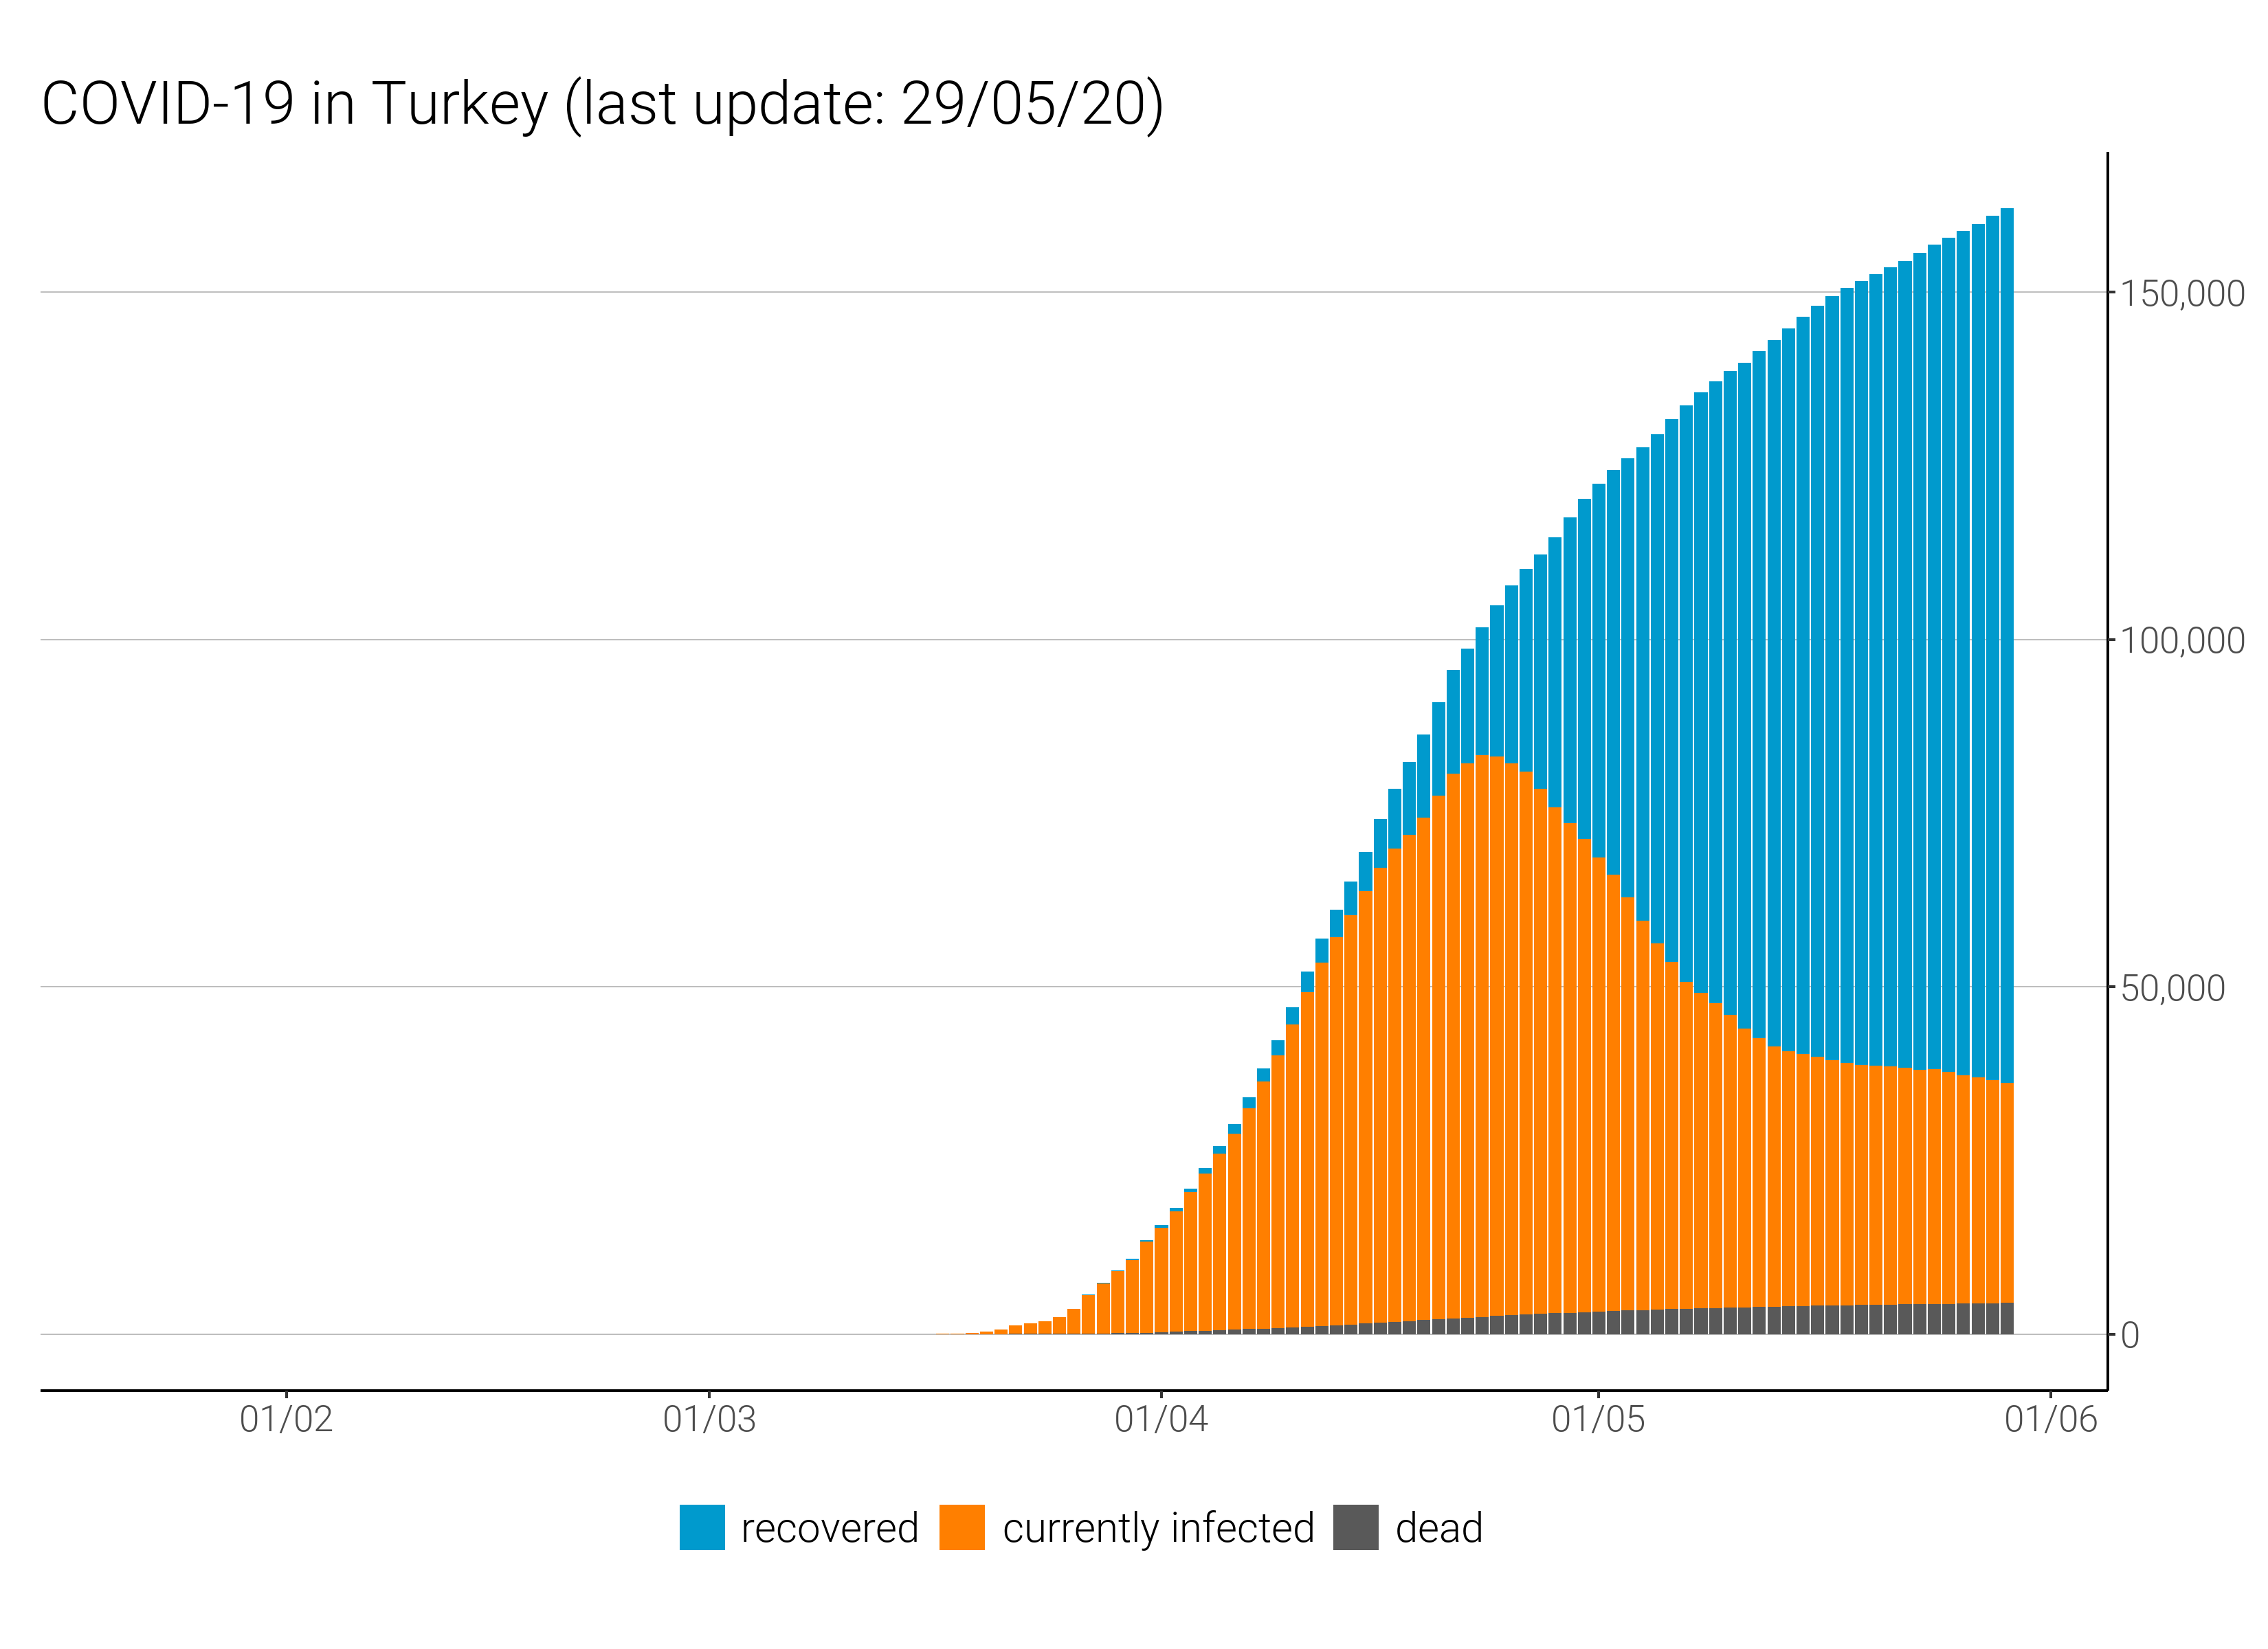 COVID-19 in Turkey (last update: 29/05/20)
150,000
100,000
50,000
0
01/02 01/03 01/04 01/05 01/06
recovered currently infected dead